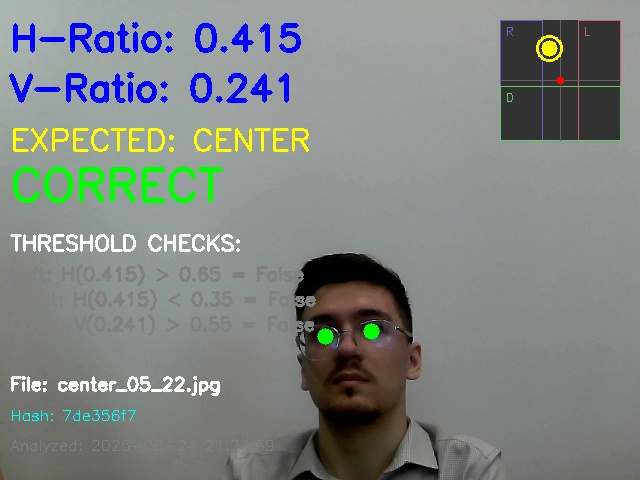 H-Ratio: 0.415
V-Ratio: 0.241
EXPECTED: CENTER
CORRECT
THRESHOLD CHECKS:
H(0.415) > 0.65 = False
H(0.415) < 0.35 = False
V(0.241) > 0.55 = False
File: center_05_22.jpg
Hash: 7de356f7
Analyzed:
R
L
D